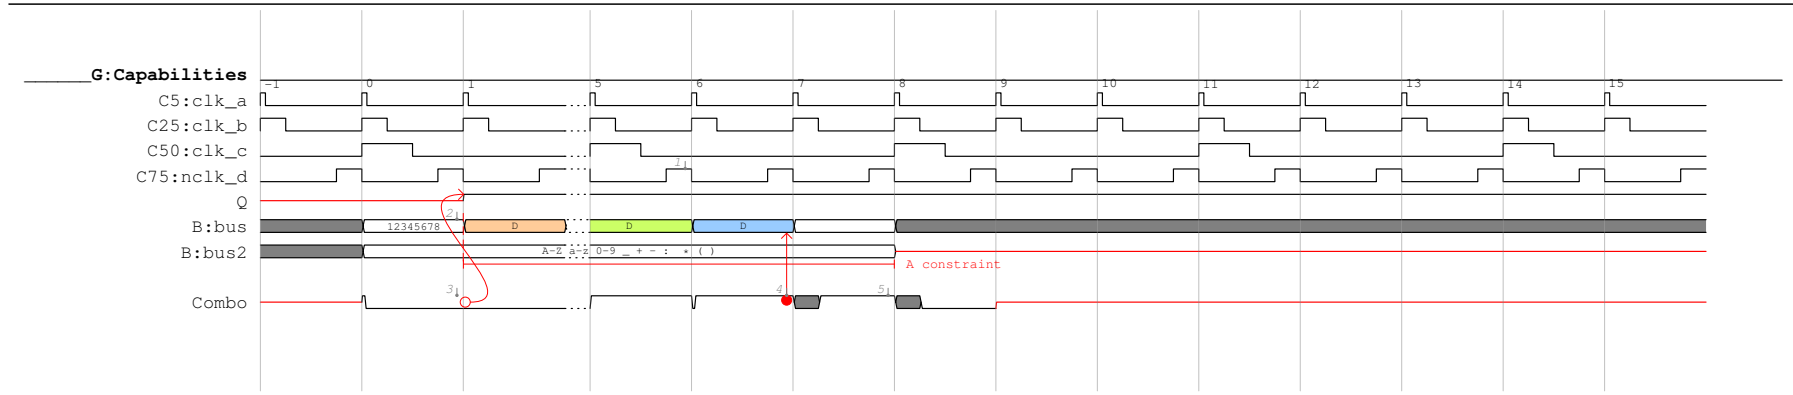 ______G:Capabilities
-1 0 1 5 6 7 8 9 10 11 12 13 14 15
C5:clk_a
C25:clk_b
C50:clk_c
1
C75:nclk_d
Q
2
B:bus 12345678 D D D
B:bus2 A-Z a-z 0-9 _ + - : * ( )
A constraint
3 4 5
Combo